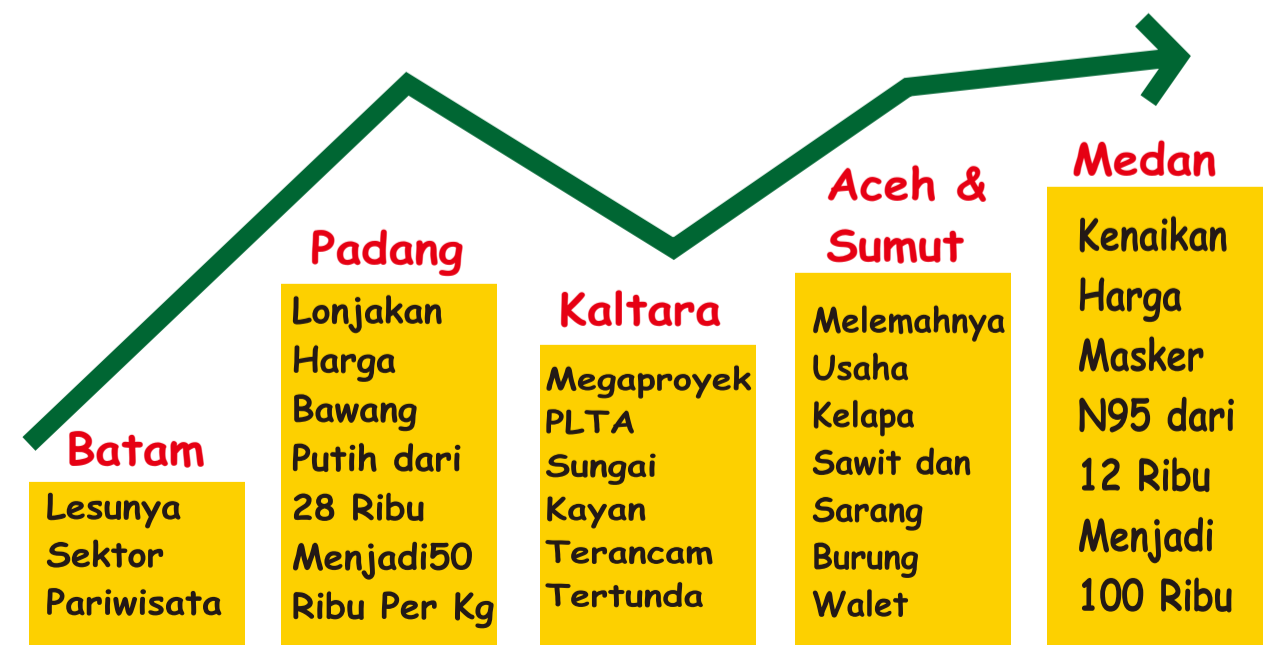 Batam
Lesunya
Sektor
Pariwisata
Padang
Lonjakan
Harga
Bawang
Putih dari
28 Ribu
Menjadi50
Ribu Per Kg
Kaltara
Megaproyek
PLTA
Sungai
Kayan
Terancam
Tertunda
Aceh &
Sumut
Melemahnya
Usaha
Kelapa
Sawit dan
Sarang
Burung
Walet
Medan
Kenaikan
Harga
Masker
N95 dari
12 Ribu
Menjadi
100 Ribu